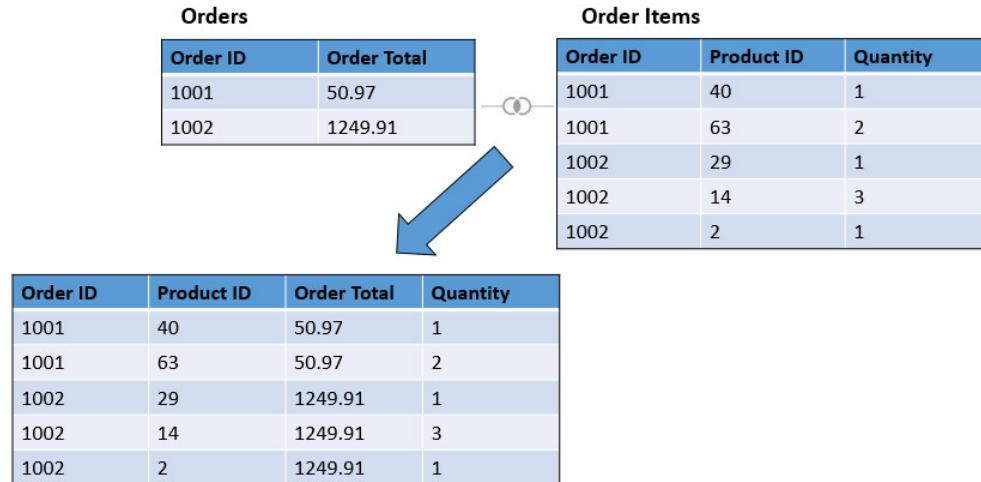 Orders
Order ID Order Total
1001 50.97
1002 1249.91
Order Items
Order ID Product ID Quantity
1001 40 1
1001 63 2
1002 29 1
1002 14 3
1002 2 1
Order ID Product ID Order Total Quantity
1001 40 50.97 1
1001 63 50.97 2
1002 29 1249.91 1
1002 14 1249.91 3
1002 2 1249.91 1